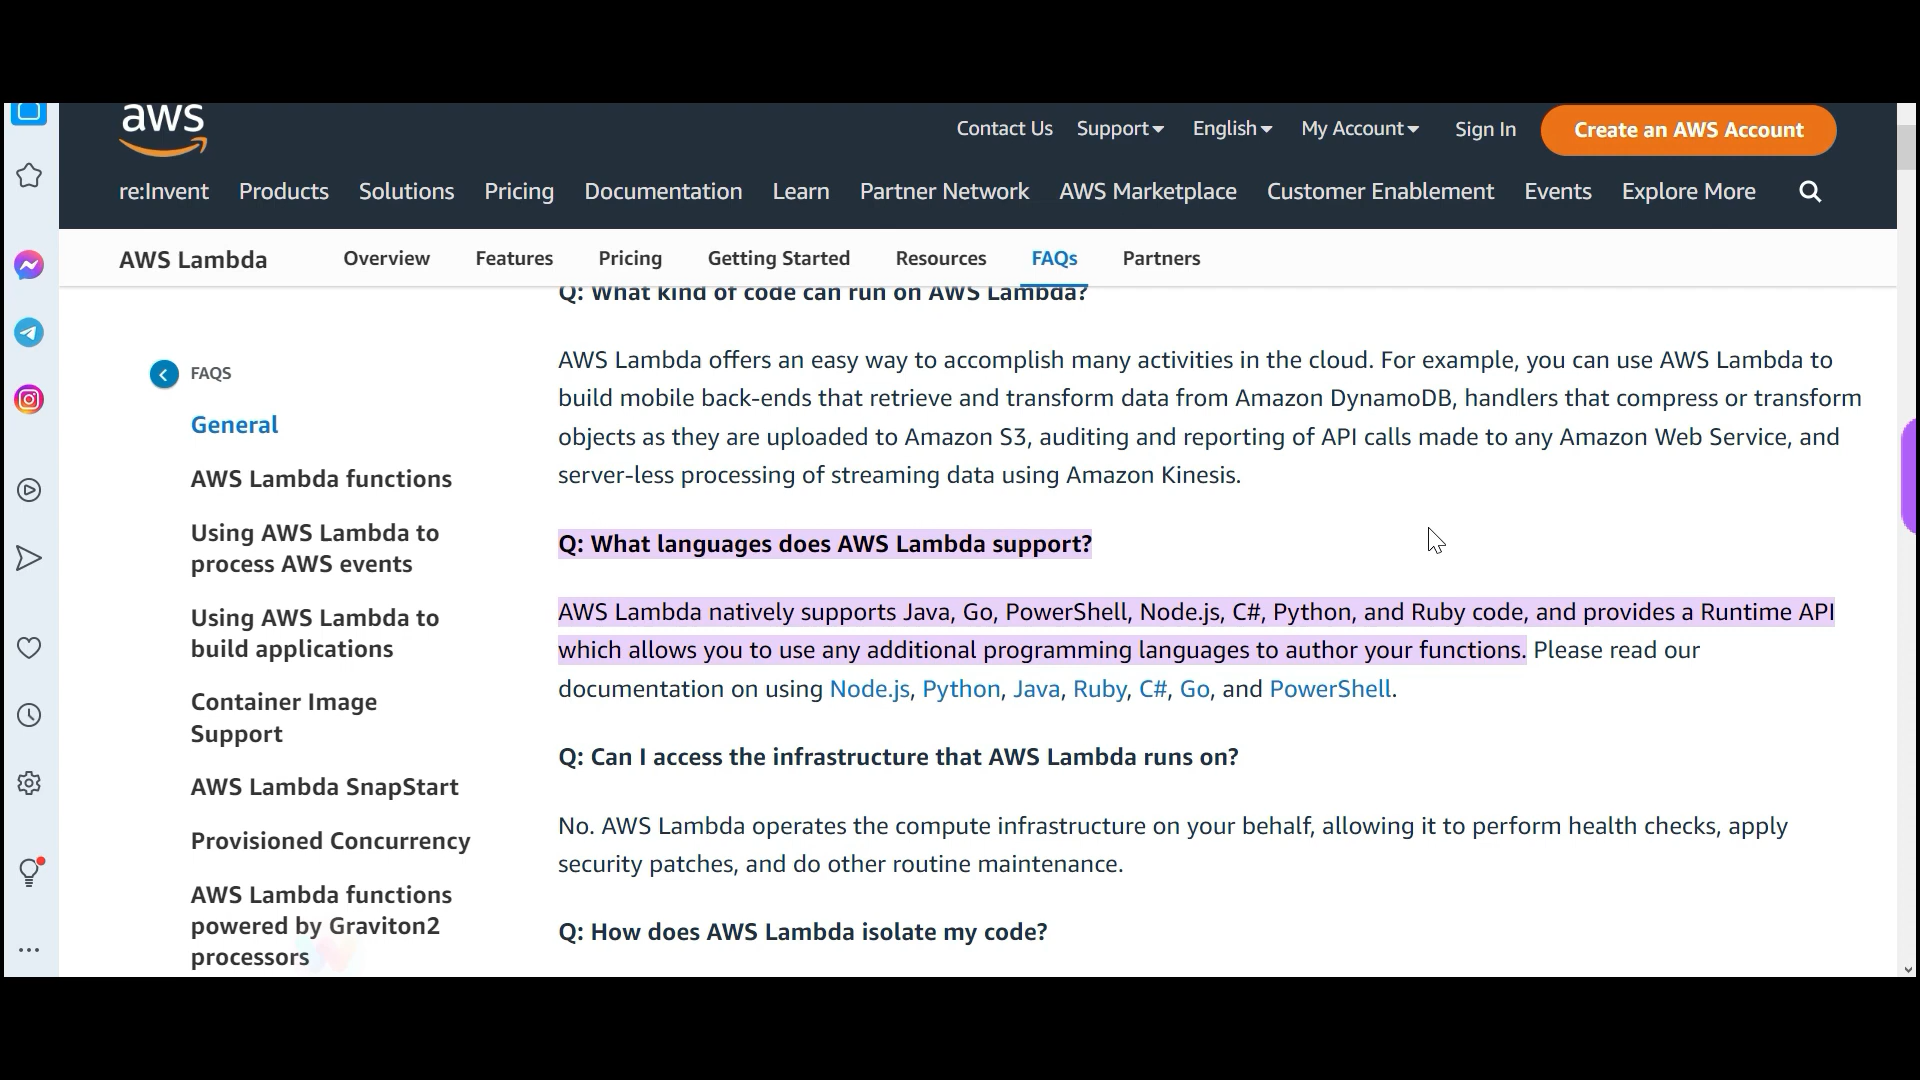 aws
Contact Us Support English My Account Sign In Create an AWS Account
re:Invent Products Solutions Pricing Documentation Learn Partner Network AWS Marketplace Customer Enablement Events Explore More
AWS Lambda Overview Features Pricing Getting Started Resources FAQs Partners
FAQS
General
AWS Lambda functions
Using AWS Lambda to
process AWS events
Using AWS Lambda to
build applications
Container Image
Support
AWS Lambda SnapStart
Provisioned Concurrency
AWS Lambda functions
powered by Graviton2
processors
Q: What kind of code can run on AWS Lambda?
AWS Lambda offers an easy way to accomplish many activities in the cloud. For example, you can use AWS Lambda to
build mobile back-ends that retrieve and transform data from Amazon DynamoDB, handlers that compress or transform
objects as they are uploaded to Amazon S3, auditing and reporting of API calls made to any Amazon Web Service, and
server-less processing of streaming data using Amazon Kinesis.
Q: What languages does AWS Lambda support?
AWS Lambda natively supports Java, Go, PowerShell, Node.js, C#, Python, and Ruby code, and provides a Runtime API
which allows you to use any additional programming languages to author your functions. Please read our
documentation on using Node.js, Python, Java, Ruby, C#, Go, and PowerShell.
Q: Can I access the infrastructure that AWS Lambda runs on?
No. AWS Lambda operates the compute infrastructure on your behalf, allowing it to perform health checks, apply
security patches, and do other routine maintenance.
Q: How does AWS Lambda isolate my code?